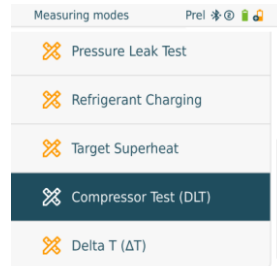 Measuring modes Prel
Pressure Leak Test
Refrigerant Charging
Target Superheat
Compressor Test (DLT)
Delta T (ΔT)